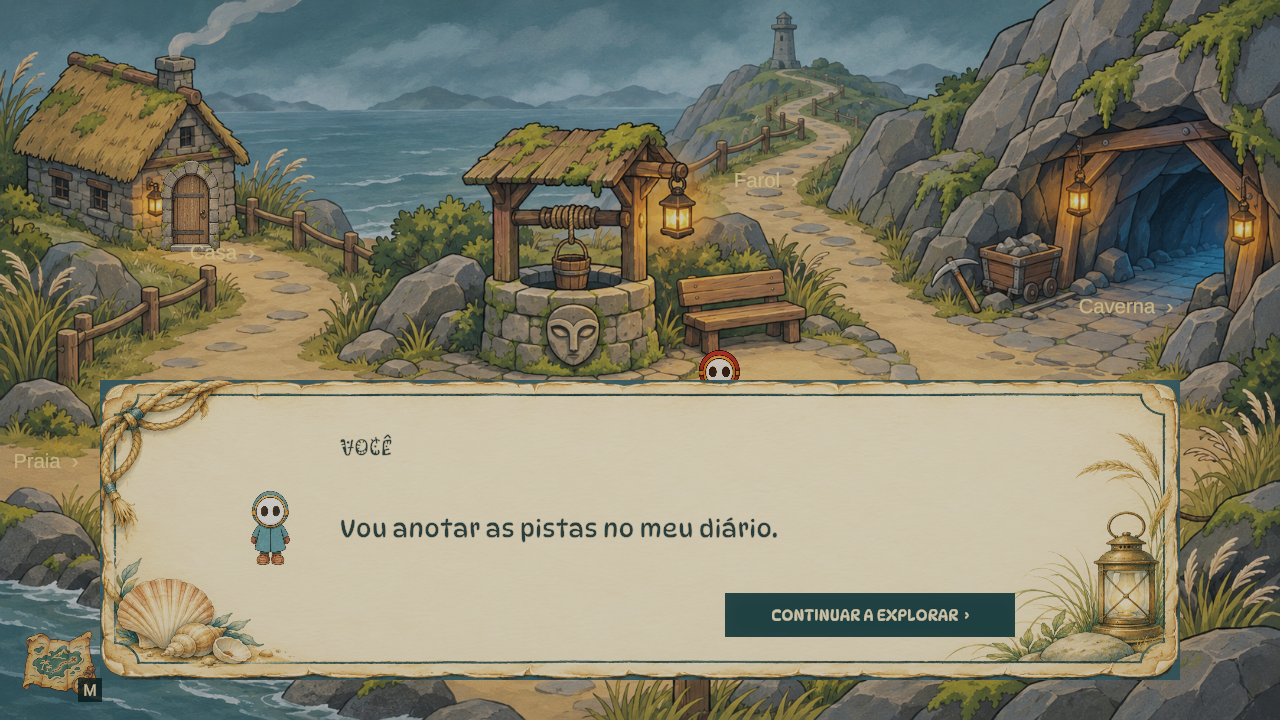 Farol ›
Casa ›
Caverna ›
Praia ›
VOCÊ
Vou anotar as pistas no meu diário.
CONTINUAR A EXPLORAR ›
M